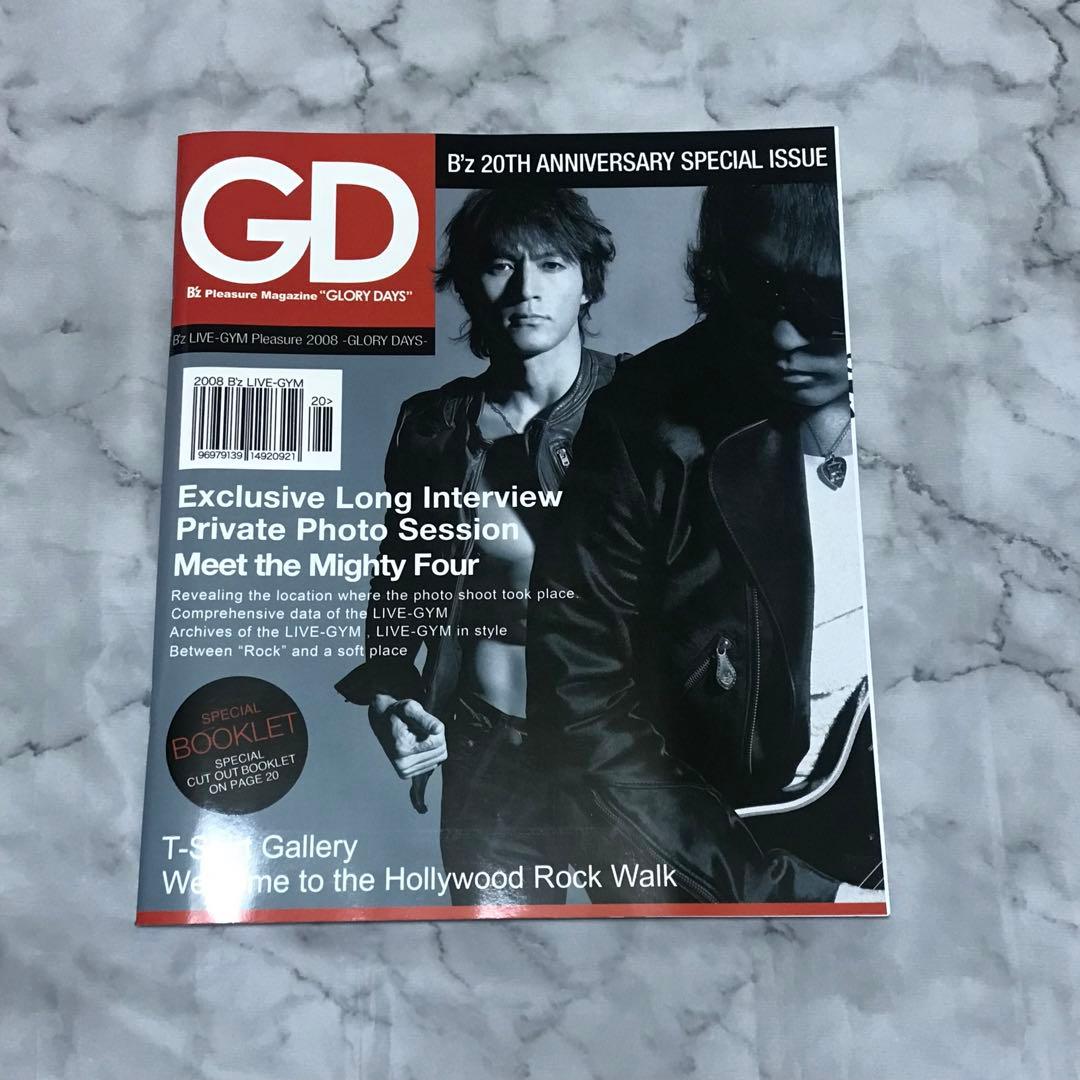 GD
B'z Pleasure Magazine "GLORY DAYS"
B'z 20TH ANNIVERSARY SPECIAL ISSUE
B'z LIVE-GYM Pleasure 2008 -GLORY DAYS-
2008 B'z LIVE-GYM
20>
96979139 14920921
Exclusive Long Interview
Private Photo Session
Meet the Mighty Four
Revealing the location where the photo shoot took place.
Comprehensive data of the LIVE-GYM
Archives of the LIVE-GYM , LIVE-GYM in style
Between "Rock" and a soft place
SPECIAL
BOOKLET
SPECIAL
CUT OUT BOOKLET
ON PAGE 20
T-Shirt Gallery
Welcome to the Hollywood Rock Walk